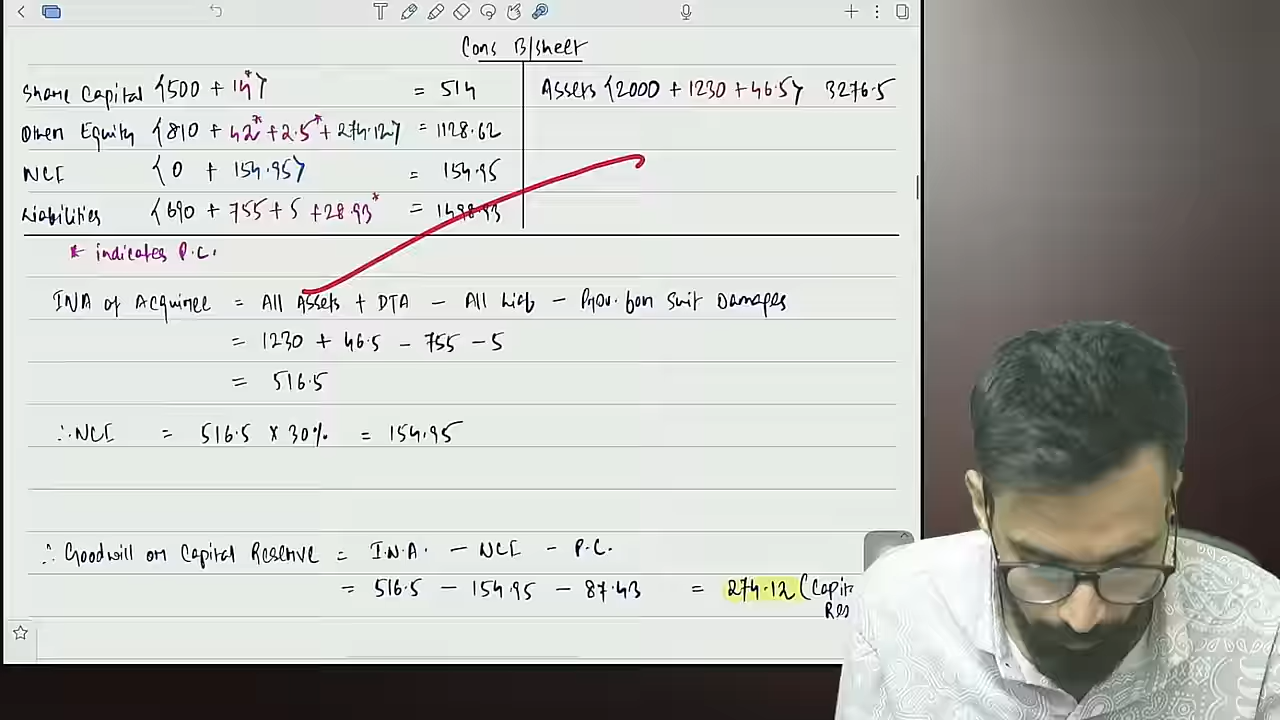 Cons B/sheet
Share Capital {500 + 14*} = 514
Assets {2000 + 1230 + 46.5} 3276.5
Other Equity {810 + 42* + 2.5* + 274.12} = 1128.62
NCI {0 + 154.95} = 154.95
Liabilities {690 + 755 + 5 + 28.93* = 1498.93
* indicates P.C.
INA of Acquiree = All Assets + DTA - All Liab - Prov. for Suit Damages
= 1230 + 46.5 - 755 - 5
= 516.5
∴ NCI = 516.5 x 30% = 154.95
∴ Goodwill or Capital Reserve = I.N.A. - NCI - P.C.
= 516.5 - 154.95 - 87.43 = 274.12 (Capit
Res